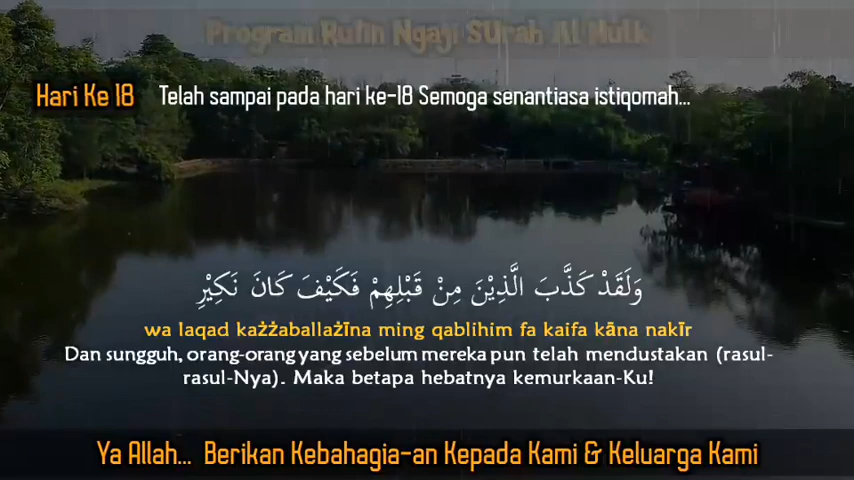 Program Rutin Ngaji SUrah Al Mulk
Hari Ke 18
Telah sampai pada hari ke-18 Semoga senantiasa istiqomah...
وَلَقَدْ كَذَّبَ الَّذِيْنَ مِنْ قَبْلِهِمْ فَكَيْفَ كَانَ نَكِيْرِ
wa laqad każżaballażīna ming qablihim fa kaifa kāna nakīr
Dan sungguh, orang-orang yang sebelum mereka pun telah mendustakan (rasul-
rasul-Nya). Maka betapa hebatnya kemurkaan-Ku!
Ya Allah... Berikan Kebahagia-an Kepada Kami & Keluarga Kami